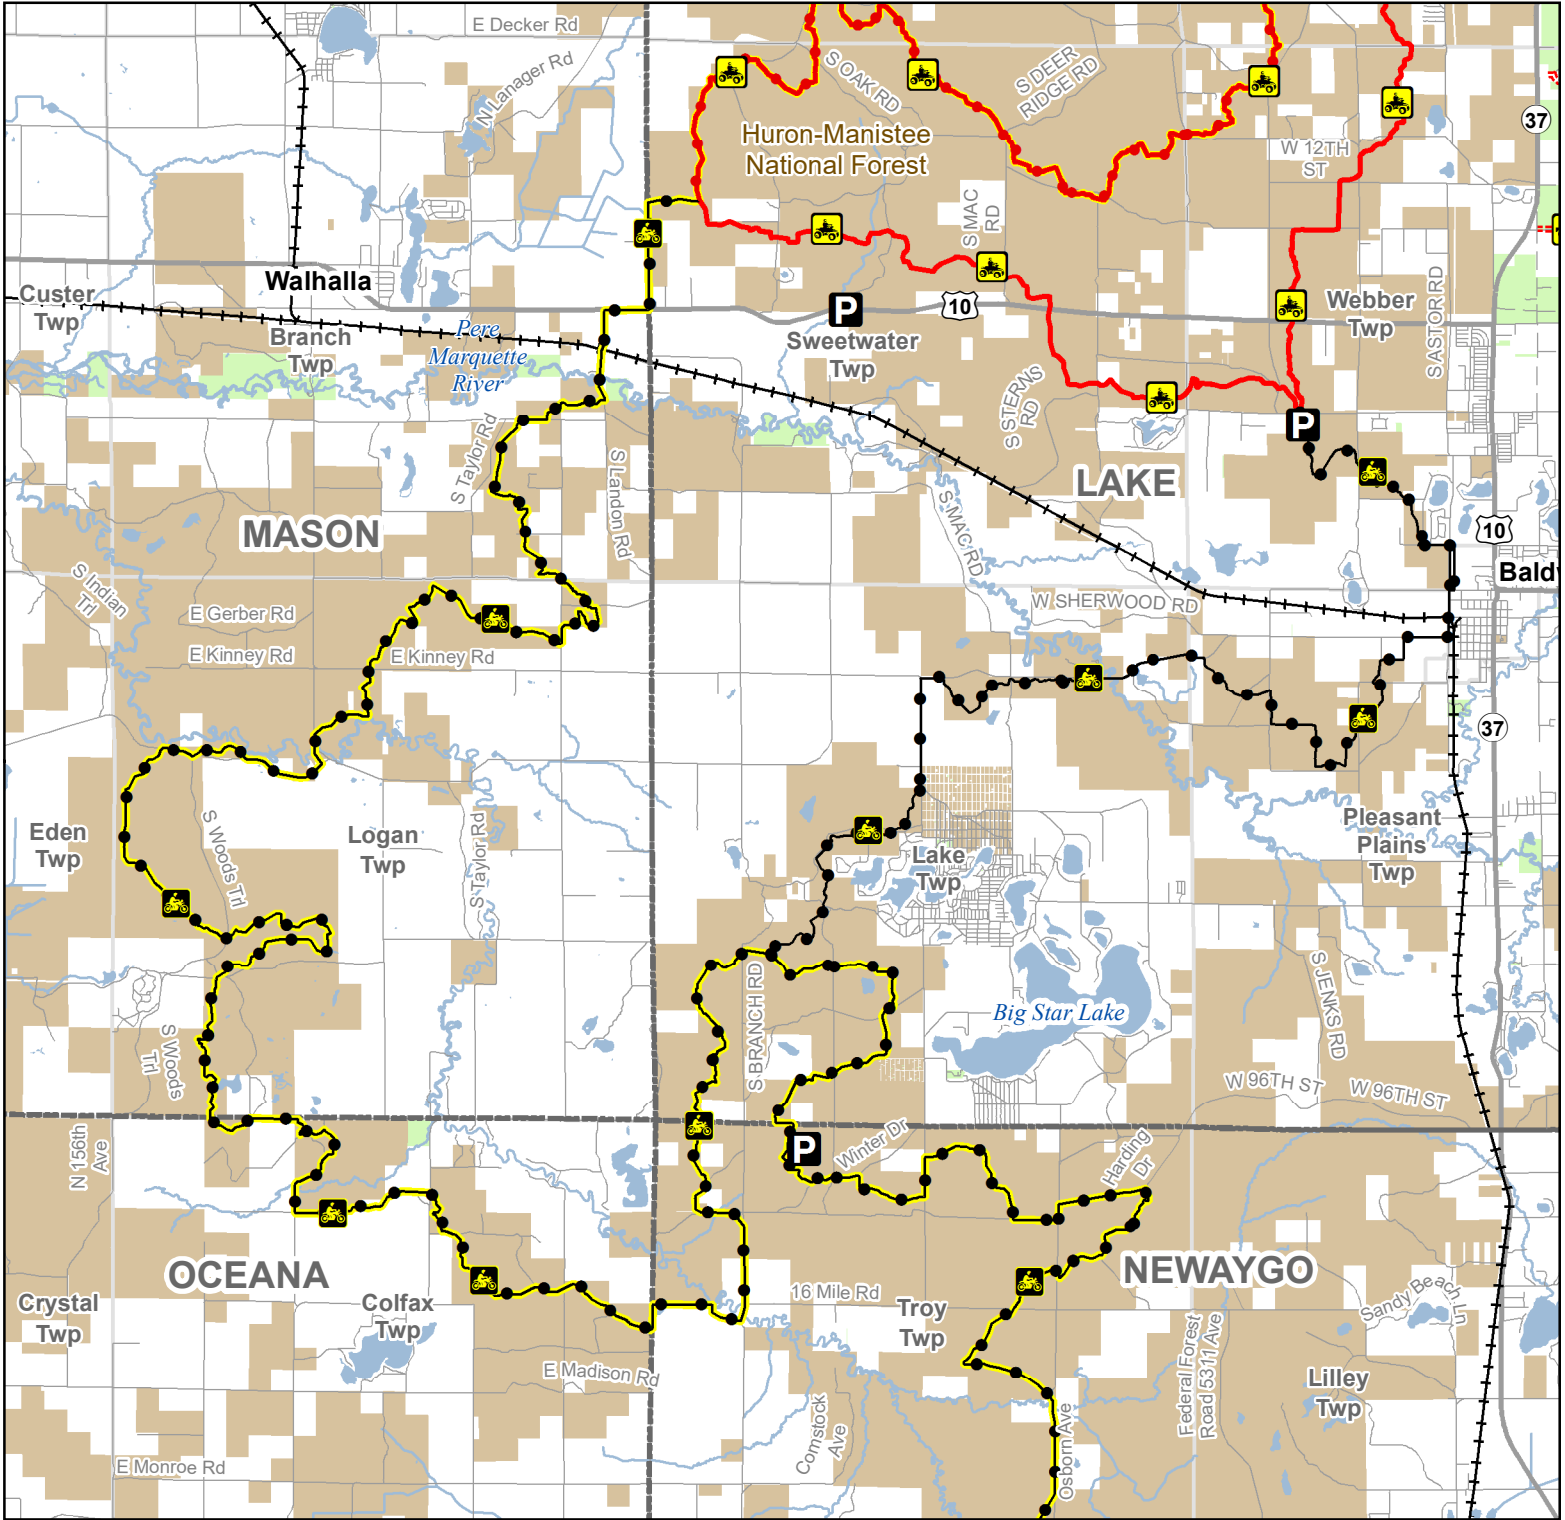 E Decker Rd
N Lanager Rd
S OAK RD
S DEER
RIDGE RD
37
Huron-Manistee
National Forest
W 12TH
ST
S MAC
RD
Walhalla
Custer
Twp
Branch
Twp
Pere
Marquette
River
P
10
Sweetwater
Twp
Webber
Twp
S ASTOR RD
S STERNS
RD
P
S Taylor Rd
S Landon Rd
MASON
LAKE
S MAC RD
10
Bald
S Indian
Trl
E Gerber Rd
W SHERWOOD RD
E Kinney Rd
E Kinney Rd
37
Eden
Twp
S Woods Trl
Logan
Twp
S Taylor Rd
Lake
Twp
Pleasant
Plains
Twp
S BRANCH RD
Big Star Lake
S JENKS RD
S Woods
Trl
W 96TH ST
W 96TH ST
N 156th
Ave
P
Winter Dr
Harding
Dr
OCEANA
NEWAYGO
Crystal
Twp
Colfax
Twp
16 Mile Rd
Troy
Twp
Sandy Beach Ln
Federal Forest
Road 5311 Ave
E Madison Rd
Lilley
Twp
Comstock
Ave
Osborn Ave
E Monroe Rd